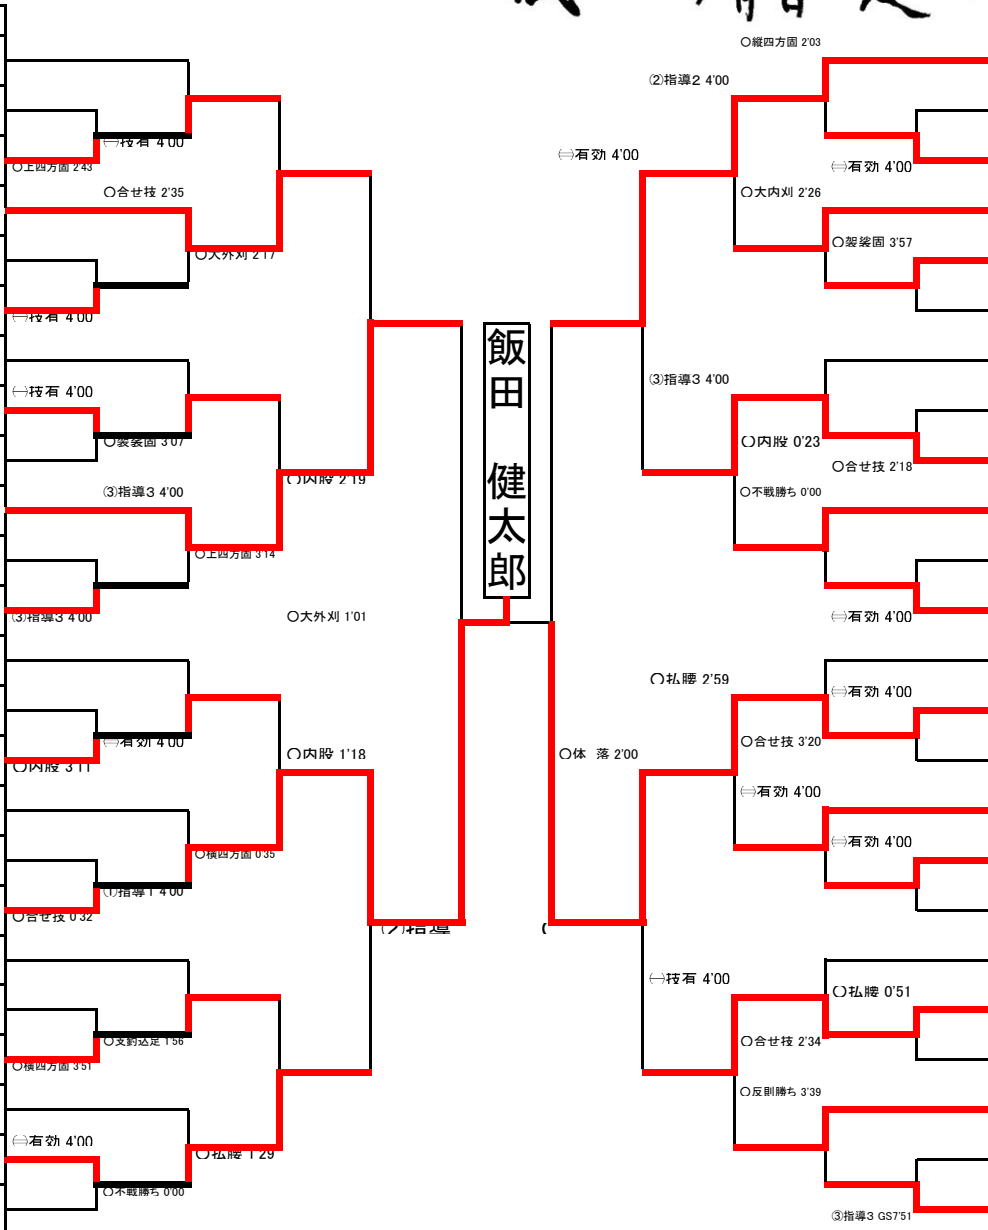 ○縦四方固 2'03
②指導2 4'00
㊀技有 4'00
㊁有効 4'00
㊁有効 4'00
○上四方固 2'43
○合せ技 2'35
○大内刈 2'26
○大外刈 2'17
○袈裟固 3'57
㊀技有 4'00
飯田 健太郎
㊀技有 4'00
③指導3 4'00
○袈裟固 3'07
○内股 0'23
○合せ技 2'18
○内股 2'19
③指導3 4'00
○不戦勝ち 0'00
○上四方固 3'14
③指導3 4'00
○大外刈 1'01
㊁有効 4'00
○払腰 2'59
㊁有効 4'00
㊁有効 4'00
○合せ技 3'20
○内股 1'18
○体 落 2'00
○内股 3'11
㊁有効 4'00
㊁有効 4'00
○横四方固 0'35
①指導1 4'00
○合せ技 0'32
②指導
㊀技有 4'00
○払腰 0'51
○支釣込足 1'56
○合せ技 2'34
○横四方固 3'51
○反則勝ち 3'39
㊁有効 4'00
○払腰 1'29
○不戦勝ち 0'00
③指導3 GS7'51